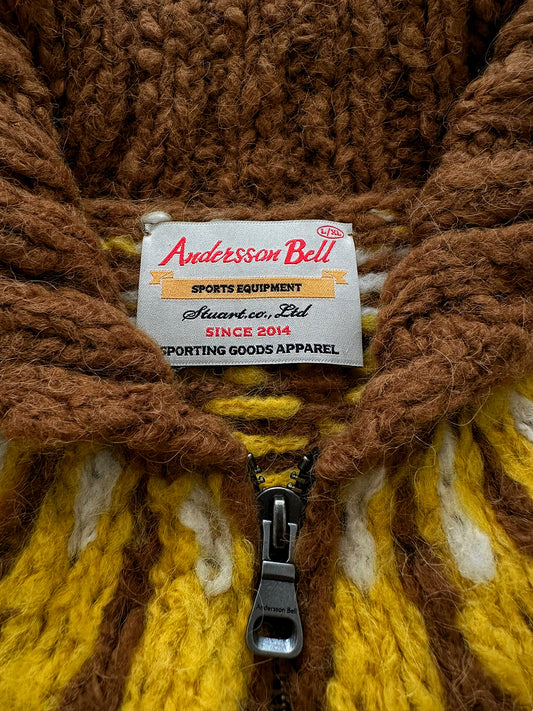 Andersson Bell
L/XL
SPORTS EQUIPMENT
Stuart.co., Ltd
SINCE 2014
SPORTING GOODS APPAREL
Andersson Bell